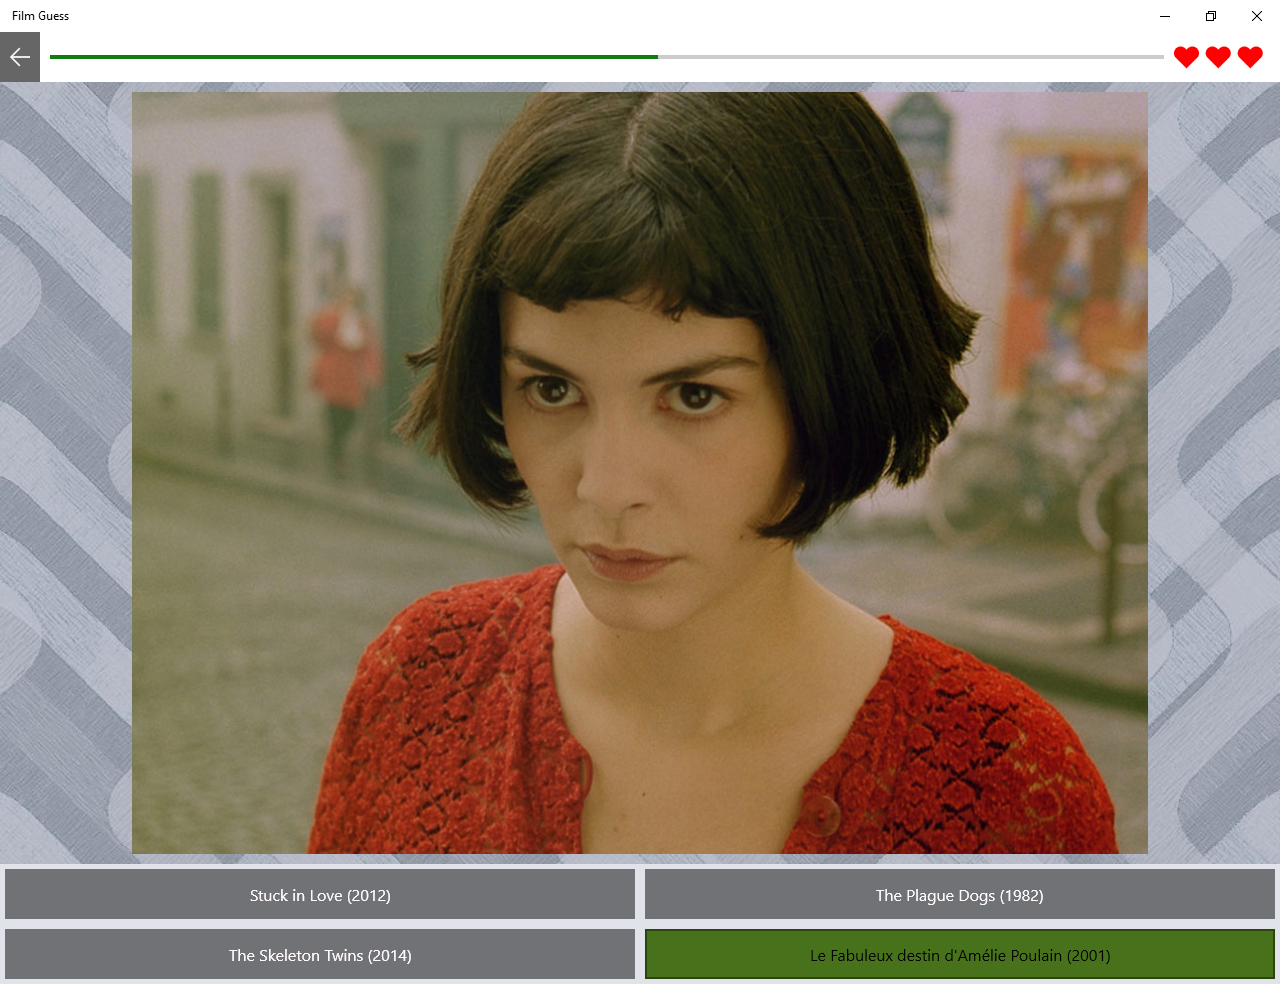 Film Guess
Stuck in Love (2012)
The Plague Dogs (1982)
The Skeleton Twins (2014)
Le Fabuleux destin d'Amélie Poulain (2001)